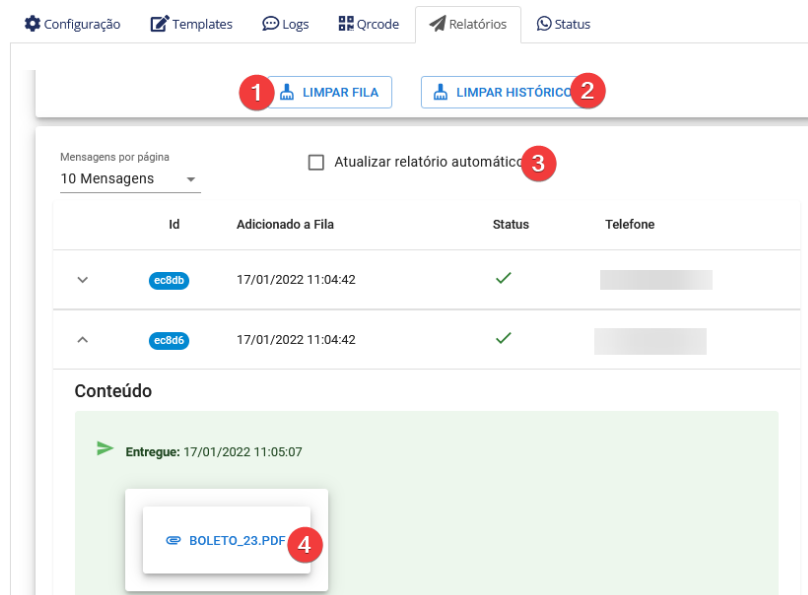 Configuração Templates Logs Qrcode Relatórios Status
1 LIMPAR FILA LIMPAR HISTÓRICO 2
Mensagens por página
10 Mensagens
Atualizar relatório automático 3
Id Adicionado a Fila Status Telefone
ec8db 17/01/2022 11:04:42
ec8d6 17/01/2022 11:04:42
Conteúdo
Entregue: 17/01/2022 11:05:07
BOLETO_23.PDF 4